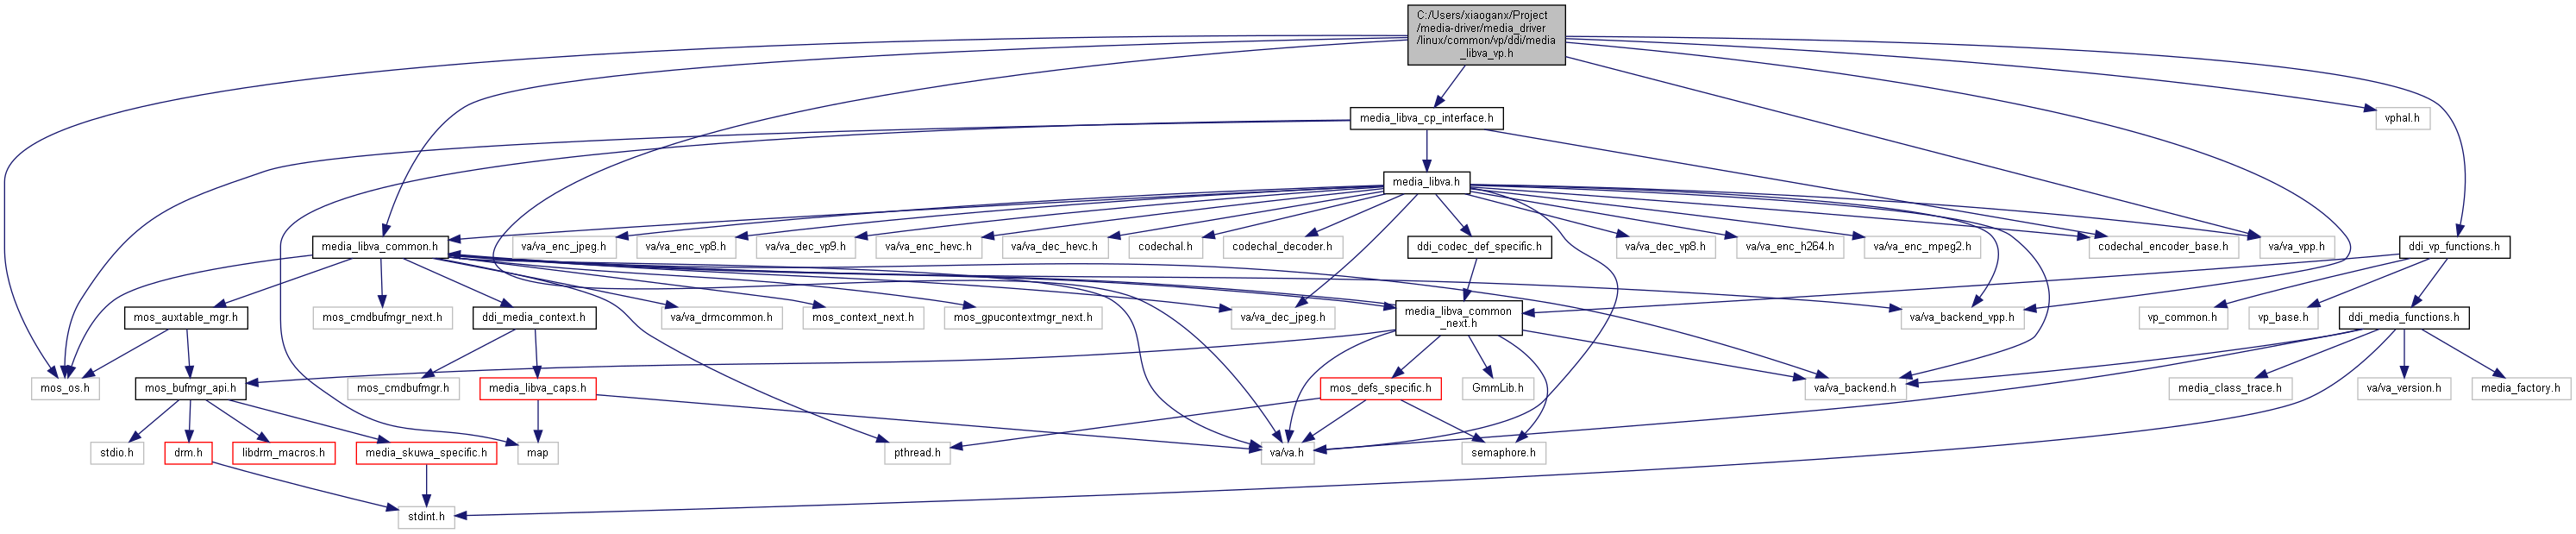 C:/Users/xiaoganx/Project
/media-driver/media_driver
/linux/common/vp/ddi/media
_libva_vp.h
media_libva_cp_interface.h
vphal.h
media_libva.h
media_libva_common.h
va/va_enc_jpeg.h
va/va_enc_vp8.h
va/va_dec_vp9.h
va/va_enc_hevc.h
va/va_dec_hevc.h
codechal.h
codechal_decoder.h
ddi_codec_def_specific.h
va/va_dec_vp8.h
va/va_enc_h264.h
va/va_enc_mpeg2.h
codechal_encoder_base.h
va/va_vpp.h
ddi_vp_functions.h
mos_auxtable_mgr.h
mos_cmdbufmgr_next.h
ddi_media_context.h
va/va_drmcommon.h
mos_context_next.h
mos_gpucontextmgr_next.h
va/va_dec_jpeg.h
media_libva_common
_next.h
va/va_backend_vpp.h
vp_common.h
vp_base.h
ddi_media_functions.h
mos_os.h
mos_bufmgr_api.h
mos_cmdbufmgr.h
media_libva_caps.h
mos_defs_specific.h
GmmLib.h
va/va_backend.h
media_class_trace.h
va/va_version.h
media_factory.h
stdio.h
drm.h
libdrm_macros.h
media_skuwa_specific.h
map
pthread.h
va/va.h
semaphore.h
stdint.h